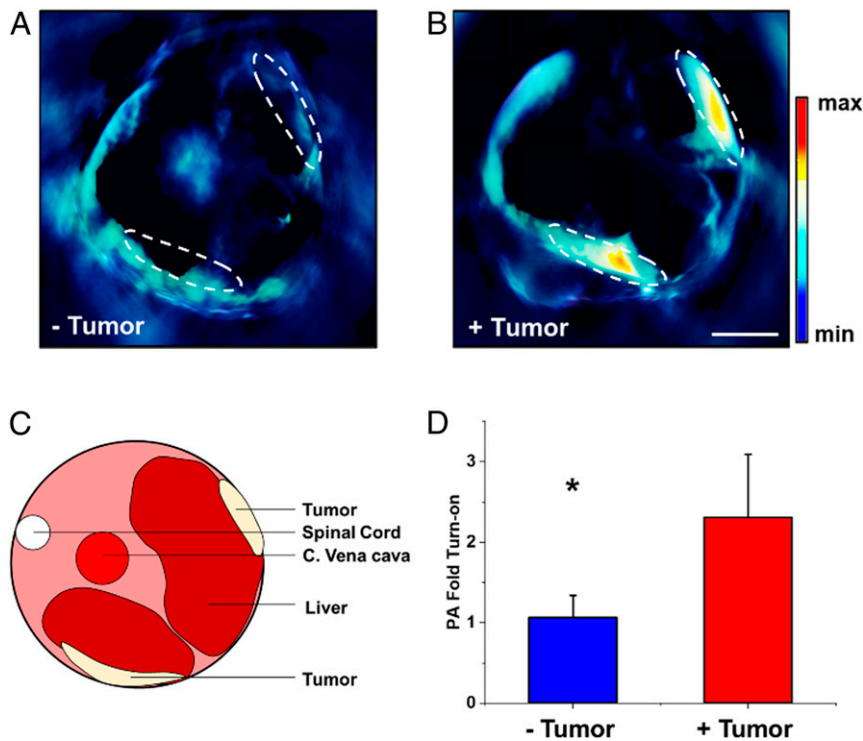 A
- Tumor
B
+ Tumor
max
min
C
Tumor
Spinal Cord
C. Vena cava
Liver
Tumor
D
PA Fold Turn-on
3
2
1
0
*
- Tumor
+ Tumor